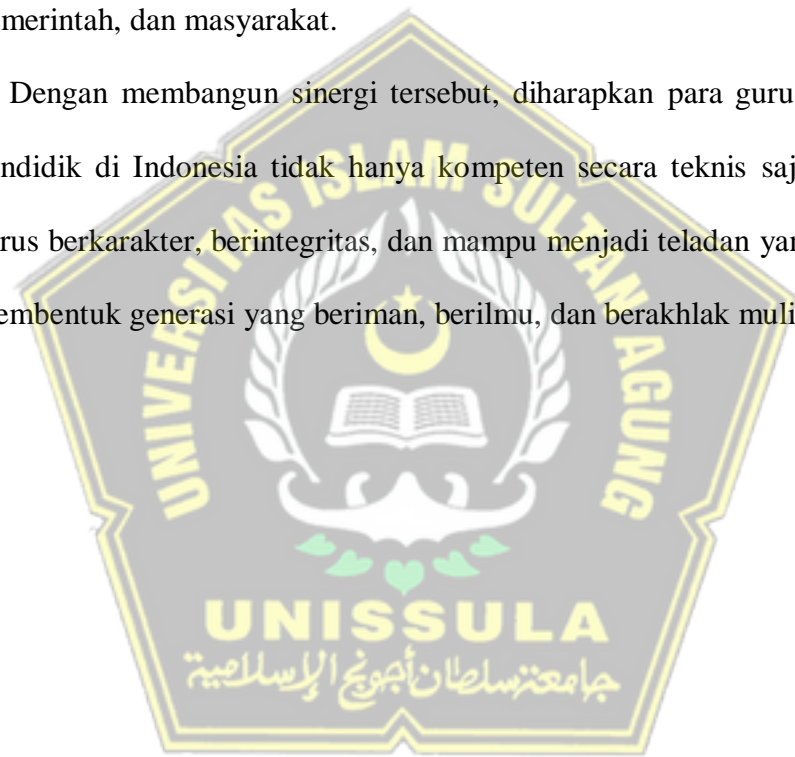 merintah, dan masyarakat.
Dengan membangun sinergi tersebut, diharapkan para guru
ndidik di Indonesia tidak hanya kompeten secara teknis saj
rus berkarakter, berintegritas, dan mampu menjadi teladan yan
embentuk generasi yang beriman, berilmu, dan berakhlak muli
UNIVERSITAS ISLAM SULTAN AGUNG
UNISSULA
جامعة سلطان أجونج الإسلامية